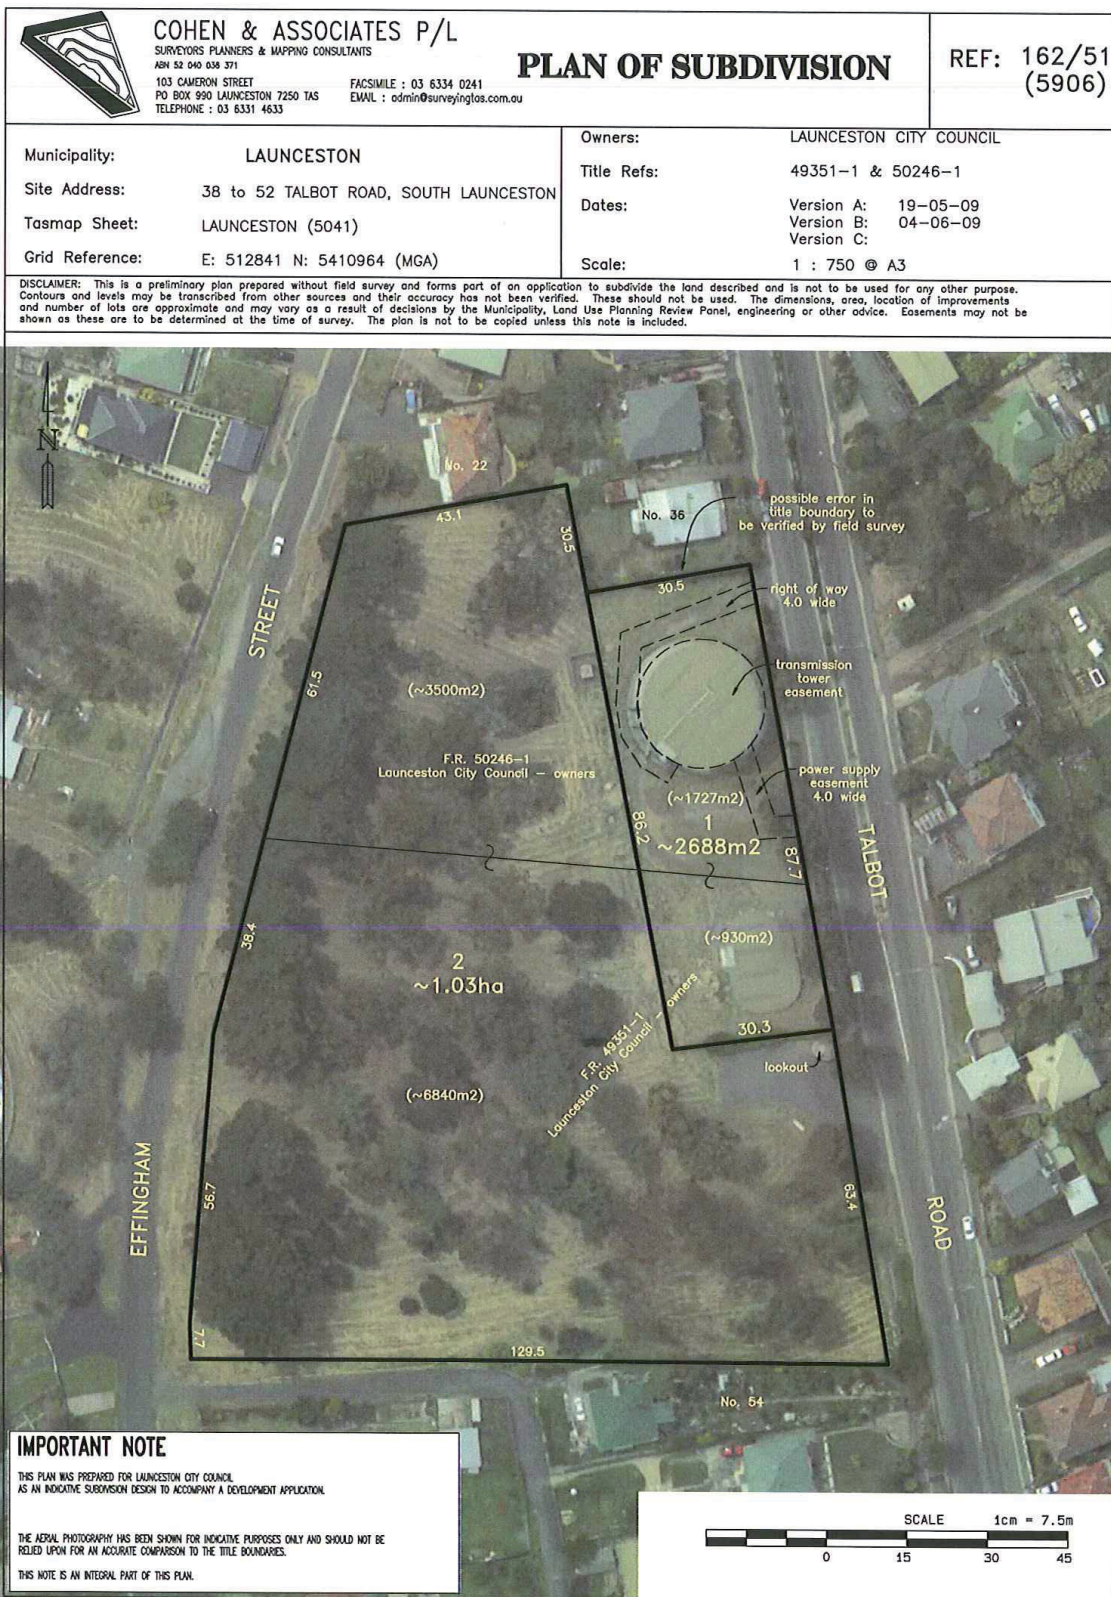 COHEN & ASSOCIATES P/L
SURVEYORS PLANNERS & MAPPING CONSULTANTS
ABN 52 040 036 371
103 CAMERON STREET
PO BOX 990 LAUNCESTON 7250 TAS
TELEPHONE : 03 6331 4633
FACSIMILE : 03 6334 0241
EMAIL : admin@surveyingtas.com.au
PLAN OF SUBDIVISION
REF: 162/51
(5906)
Municipality: LAUNCESTON
Site Address: 38 to 52 TALBOT ROAD, SOUTH LAUNCESTON
Tasmap Sheet: LAUNCESTON (5041)
Grid Reference: E: 512841 N: 5410964 (MGA)
Owners: LAUNCESTON CITY COUNCIL
Title Refs: 49351-1 & 50246-1
Dates: Version A: 19-05-09
Version B: 04-06-09
Version C:
Scale: 1 : 750 @ A3
DISCLAIMER: This is a preliminary plan prepared without field survey and forms part of an application to subdivide the land described and is not to be used for any other purpose.
Contours and levels may be transcribed from other sources and their accuracy has not been verified. These should not be used. The dimensions, area, location of improvements
and number of lots are approximate and may vary as a result of decisions by the Municipality, Land Use Planning Review Panel, engineering or other advice. Easements may not be
shown as these are to be determined at the time of survey. The plan is not to be copied unless this note is included.
N
No. 22
43.1
30.5
No. 36
possible error in
title boundary to
be verified by field survey
30.5
right of way
4.0 wide
STREET
61.5
(~3500m2)
transmission
tower
easement
F.R. 50246-1
Launceston City Council - owners
power supply
easement
4.0 wide
(~1727m2)
1
~2688m2
86.2
87.7
TALBOT
38.4
(~930m2)
2
~1.03ha
F.R. 49351-1
Launceston City Council - owners
30.3
lookout
(~6840m2)
EFFINGHAM
56.7
63.4
ROAD
7.7
129.5
No. 54
IMPORTANT NOTE
THIS PLAN WAS PREPARED FOR LAUNCESTON CITY COUNCIL
AS AN INDICATIVE SUBDIVISION DESIGN TO ACCOMPANY A DEVELOPMENT APPLICATION.
THE AERIAL PHOTOGRAPHY HAS BEEN SHOWN FOR INDICATIVE PURPOSES ONLY AND SHOULD NOT BE
RELIED UPON FOR AN ACCURATE COMPARISON TO THE TITLE BOUNDARIES.
THIS NOTE IS AN INTEGRAL PART OF THIS PLAN.
SCALE 1cm = 7.5m
0 15 30 45